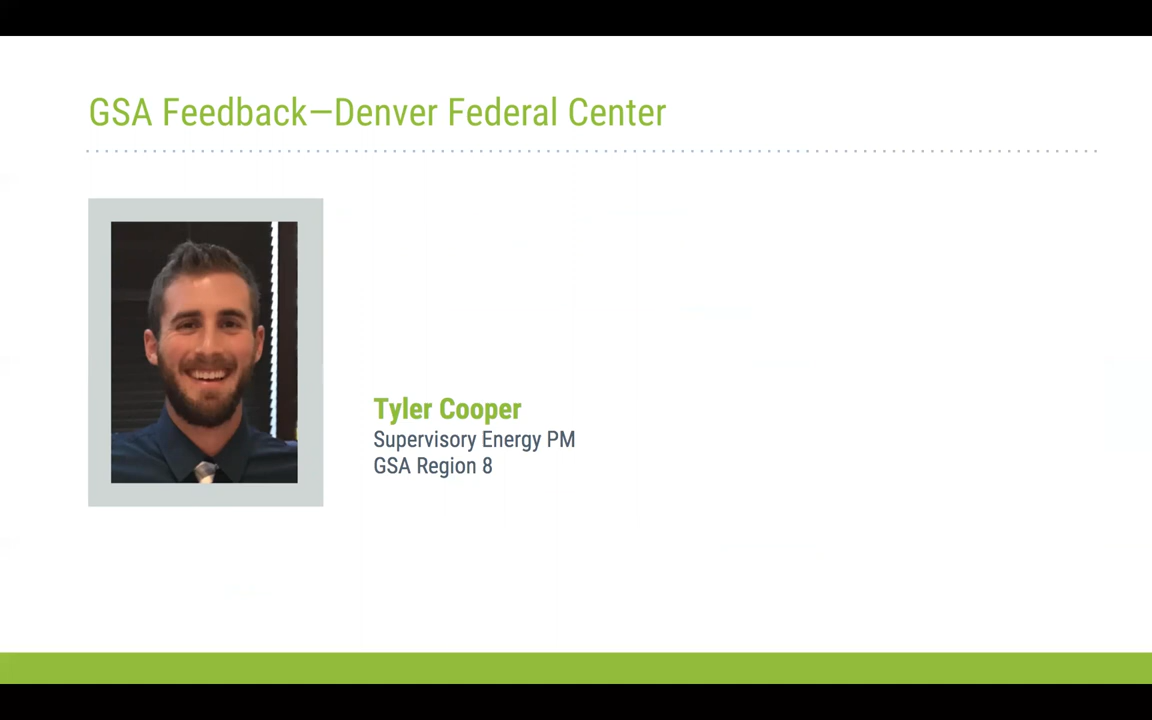 GSA Feedback—Denver Federal Center
Tyler Cooper
Supervisory Energy PM
GSA Region 8